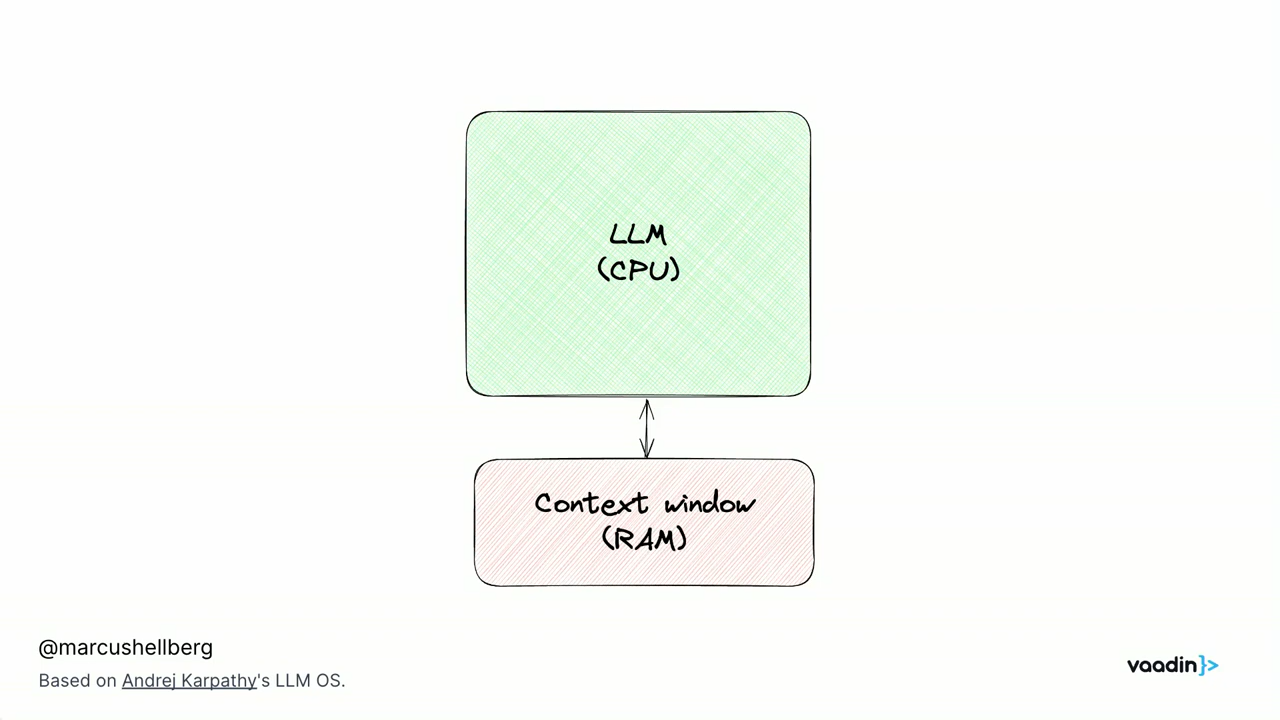 LLM
(CPU)
Context window
(RAM)
@marcushellberg
Based on Andrej Karpathy's LLM OS.
vaadin}>